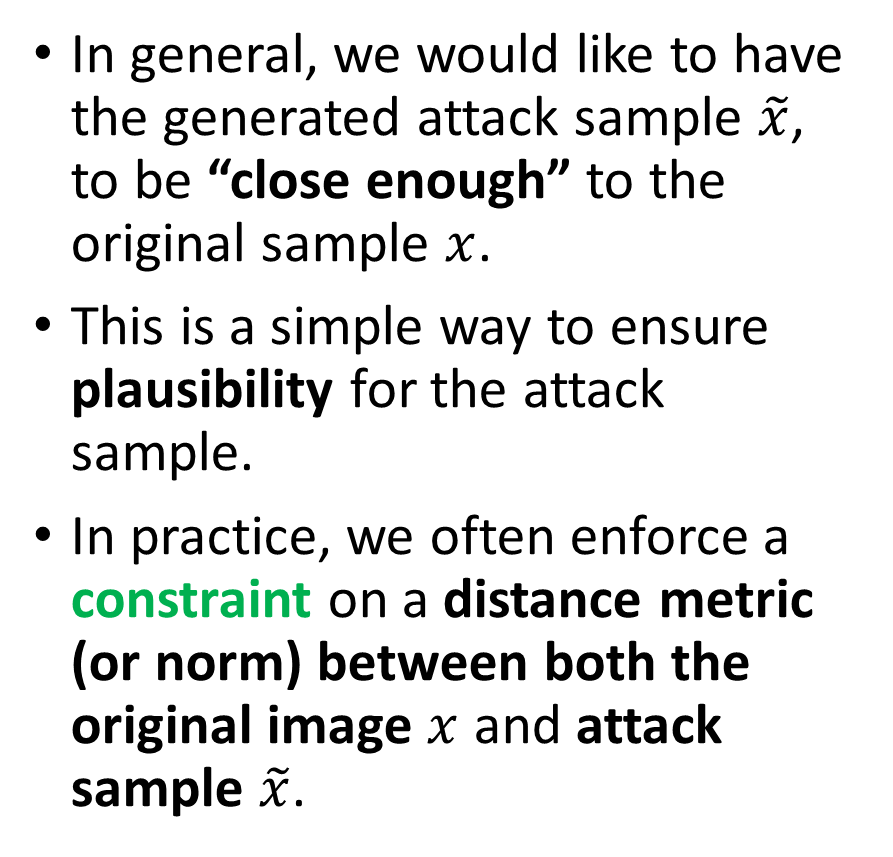 • In general, we would like to have
the generated attack sample x̃,
to be “close enough” to the
original sample x.
• This is a simple way to ensure
plausibility for the attack
sample.
• In practice, we often enforce a
constraint on a distance metric
(or norm) between both the
original image x and attack
sample x̃.